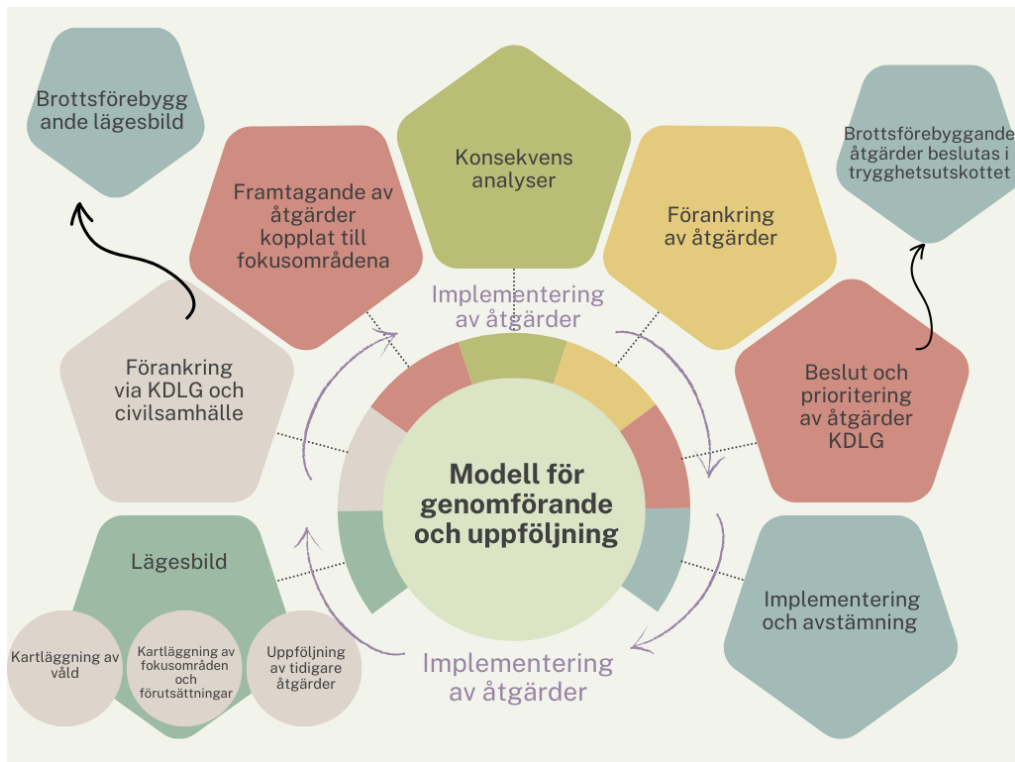 Brottsförebygg
ande lägesbild
Framtagande av
åtgärder
kopplat till
fokusområdena
Konsekvens
analyser
Förankring
av åtgärder
Brottsförebyggande
åtgärder beslutas i
trygghetsutskottet
Implementering
av åtgärder
Förankring
via KDLG och
civilsamhälle
Beslut och
prioritering
av åtgärder
KDLG
Modell för
genomförande
och uppföljning
Lägesbild
Kartläggning av
våld
Kartläggning av
fokusområden
och
förutsättningar
Uppföljning
av tidigare
åtgärder
Implementering
av åtgärder
Implementering
och avstämning